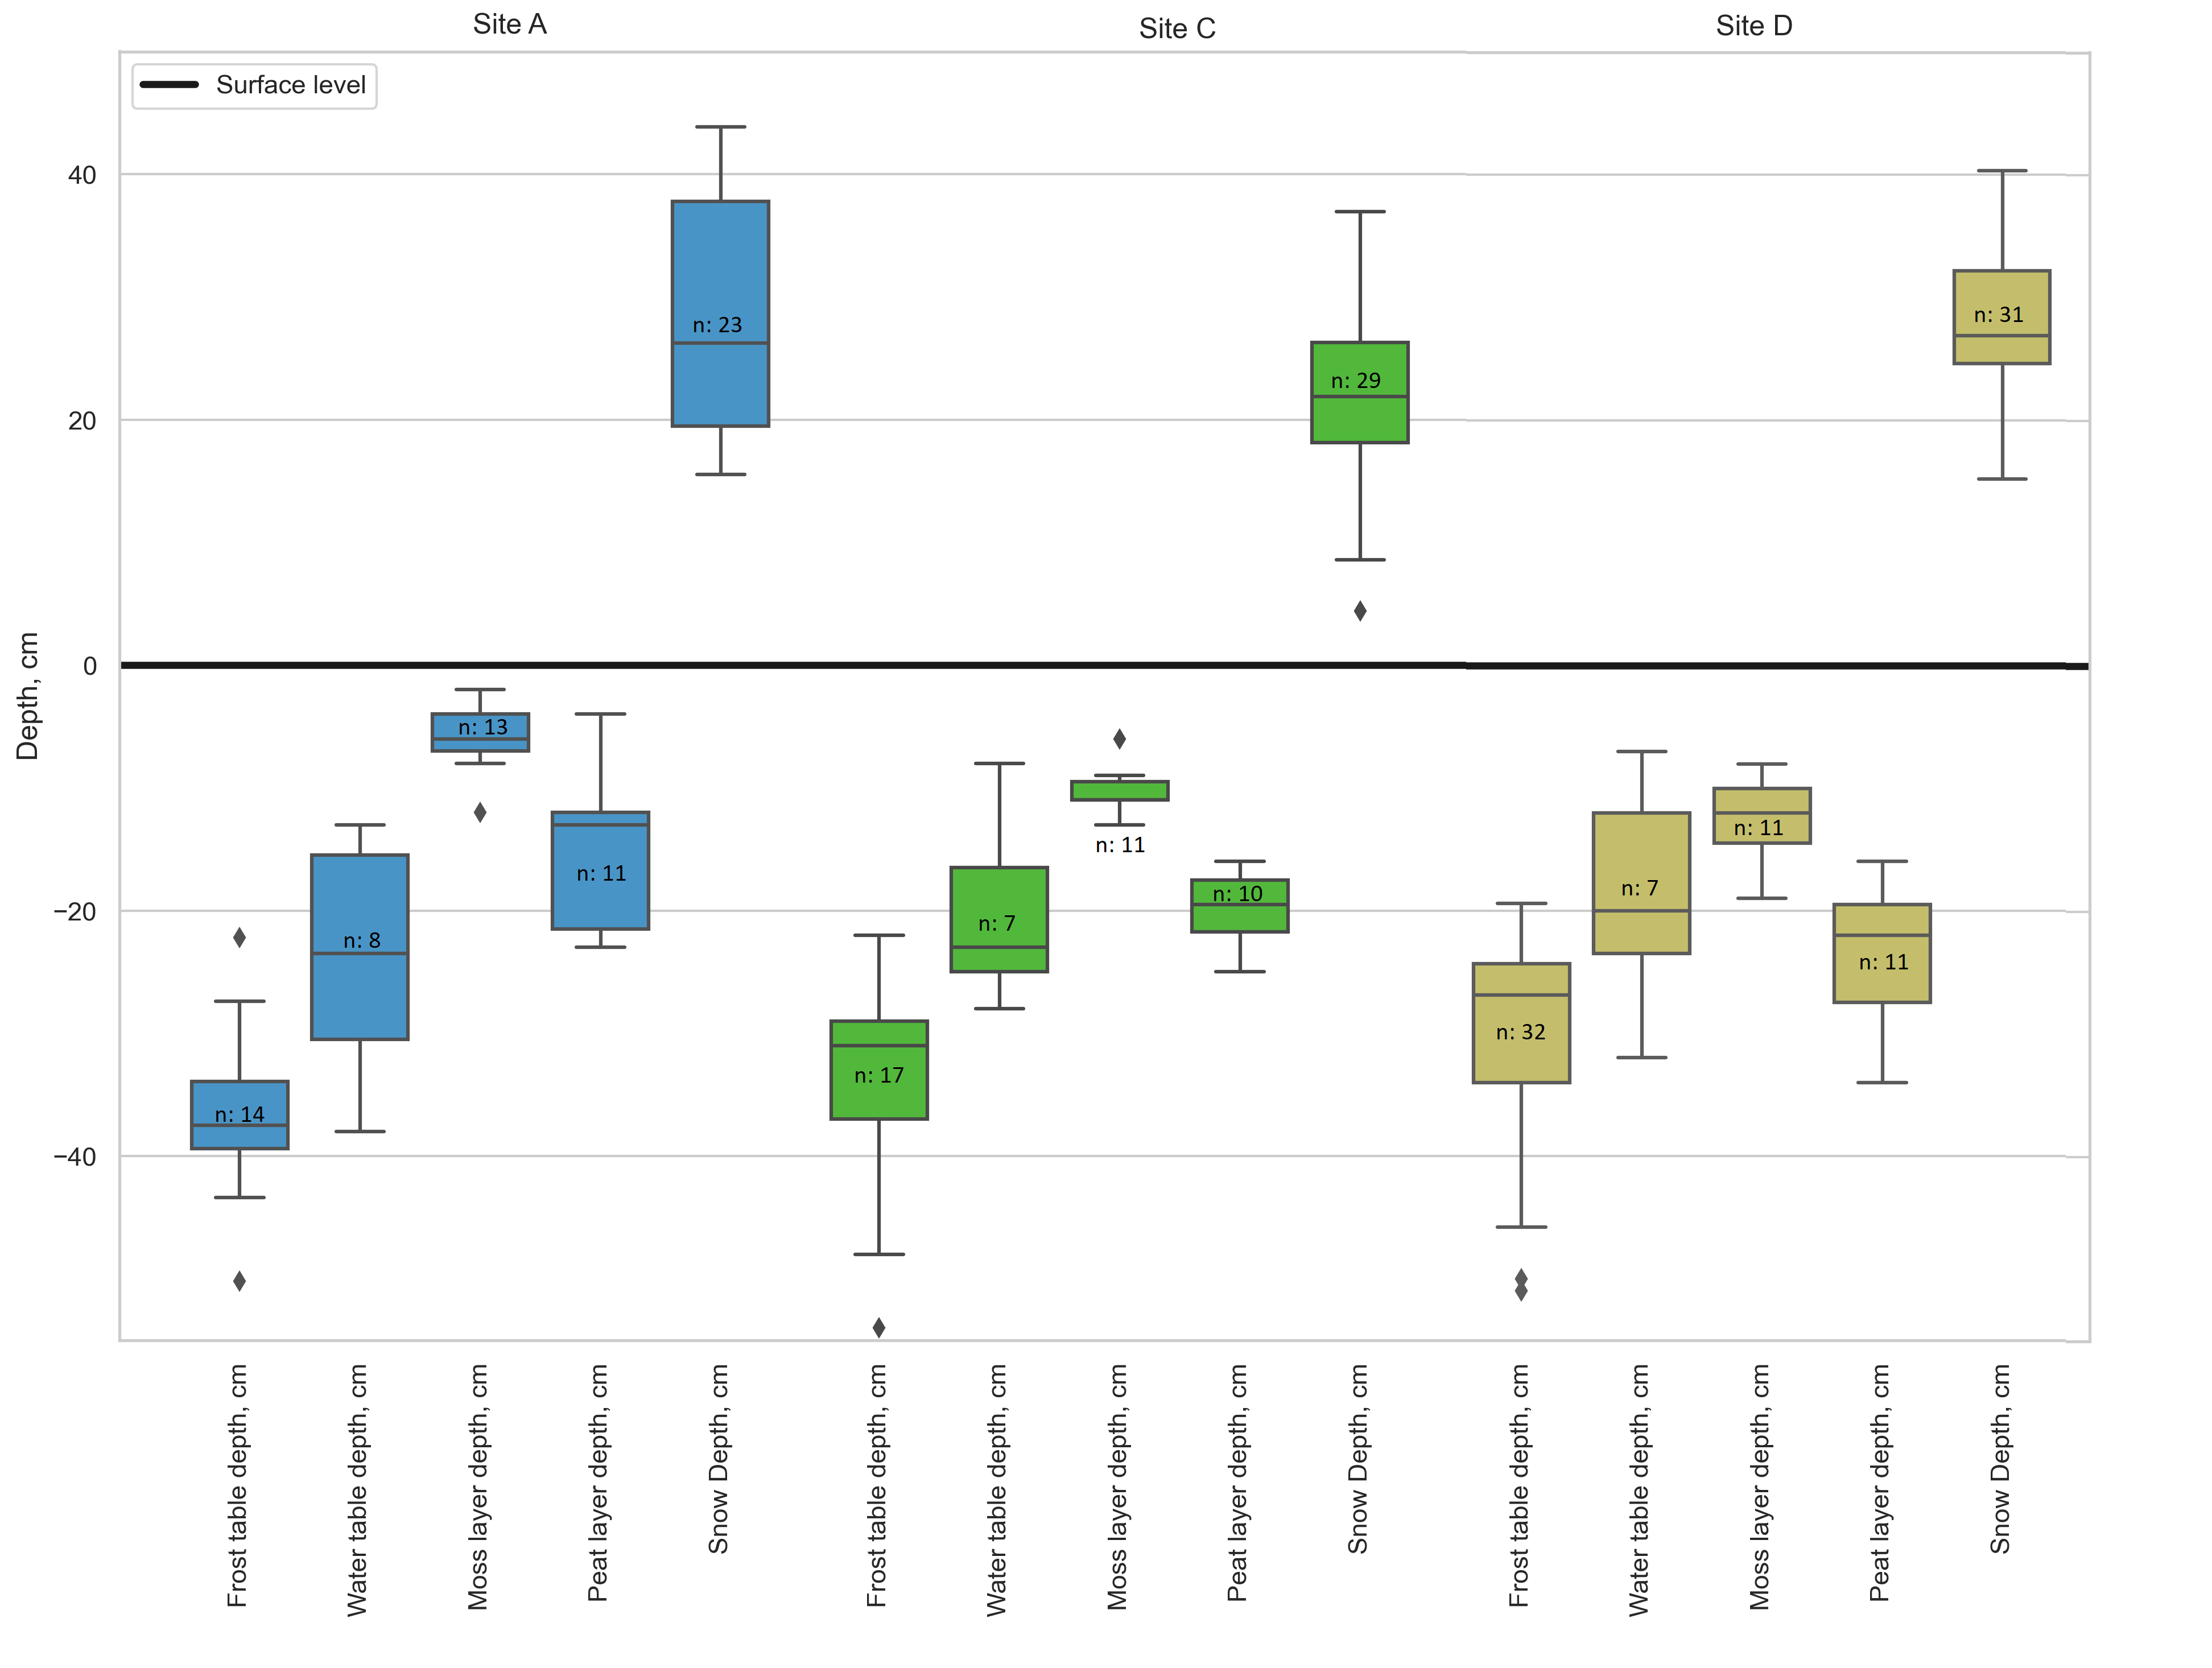 Site A
Site C
Site D
Surface level
Depth, cm
40
20
0
−20
−40
n: 14
n: 8
n: 13
n: 11
n: 23
n: 17
n: 7
n: 11
n: 10
n: 29
n: 32
n: 7
n: 11
n: 11
n: 31
Frost table depth, cm
Water table depth, cm
Moss layer depth, cm
Peat layer depth, cm
Snow Depth, cm
Frost table depth, cm
Water table depth, cm
Moss layer depth, cm
Peat layer depth, cm
Snow Depth, cm
Frost table depth, cm
Water table depth, cm
Moss layer depth, cm
Peat layer depth, cm
Snow Depth, cm